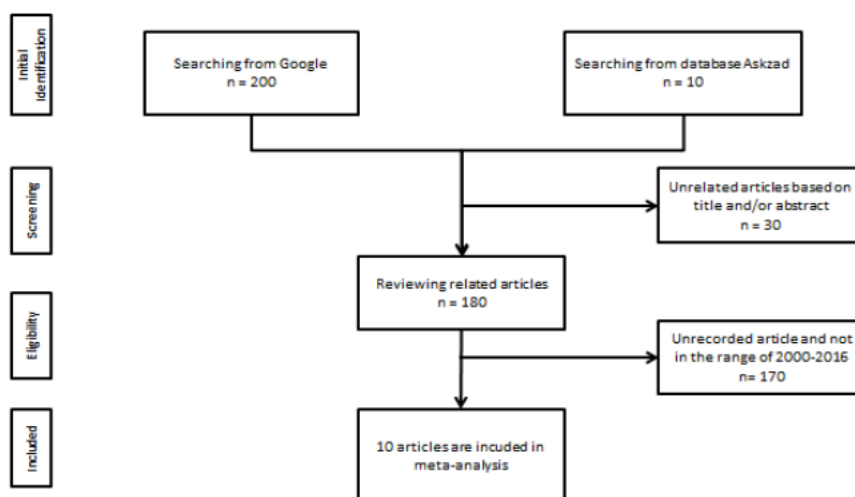 Initial
Identification
Searching from Google
n = 200
Searching from database Askzad
n = 10
Screening
Unrelated articles based on
title and/or abstract
n = 30
Reviewing related articles
n = 180
Eligibility
Unrecorded article and not
in the range of 2000-2016
n= 170
Included
10 articles are incuded in
meta-analysis